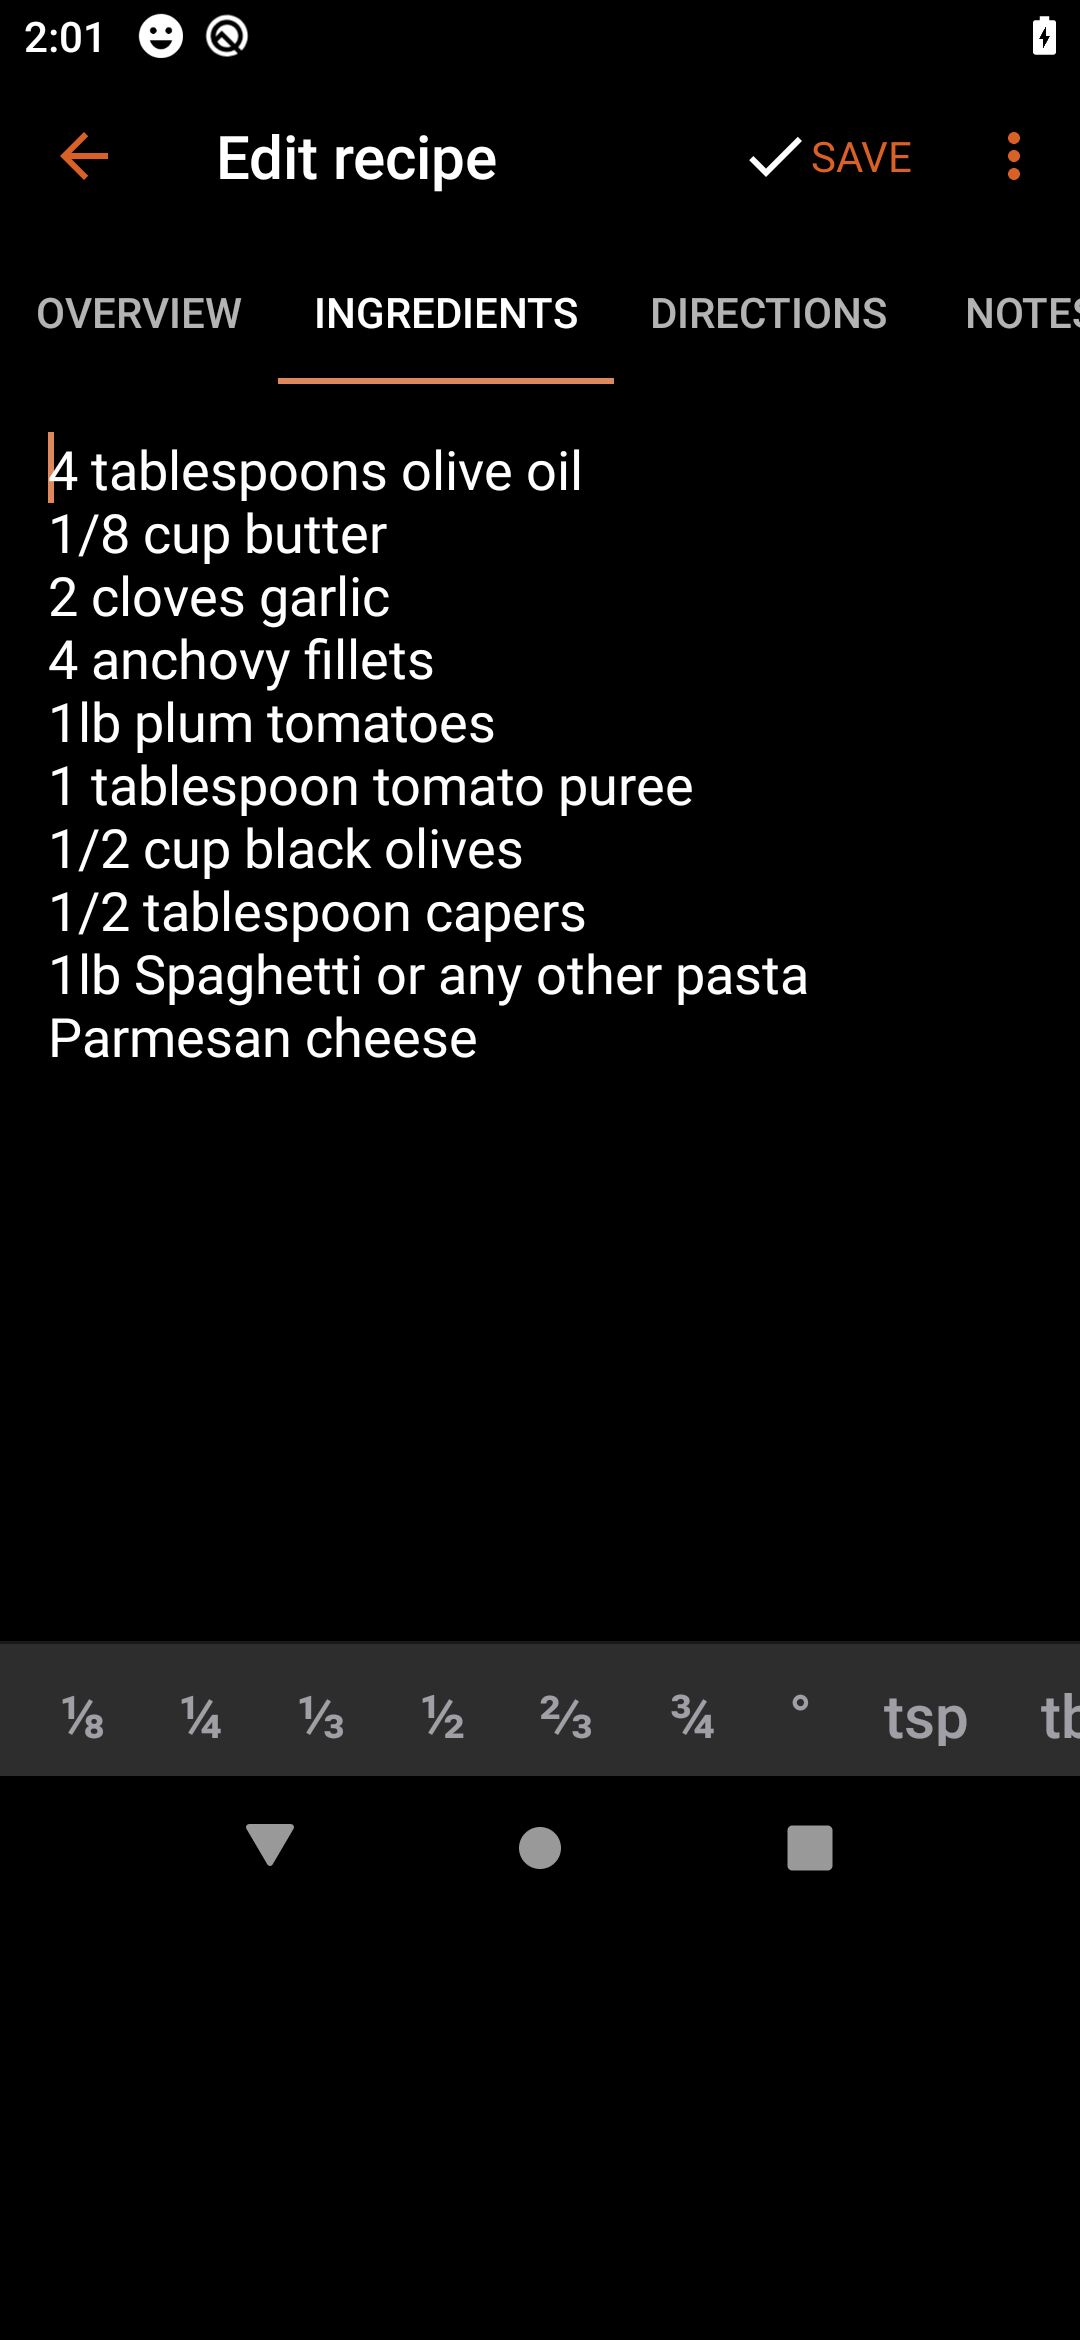 2:01
Edit recipe
SAVE
OVERVIEW INGREDIENTS DIRECTIONS NOTES
4 tablespoons olive oil
1/8 cup butter
2 cloves garlic
4 anchovy fillets
1lb plum tomatoes
1 tablespoon tomato puree
1/2 cup black olives
1/2 tablespoon capers
1lb Spaghetti or any other pasta
Parmesan cheese
⅛ ¼ ⅓ ½ ⅔ ¾ ° tsp tb